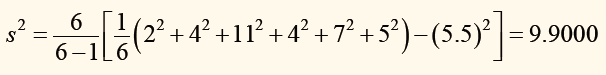 s² = 6/(6−1) [1/6 (2² + 4² + 11² + 4² + 7² + 5²) − (5.5)²] = 9.9000